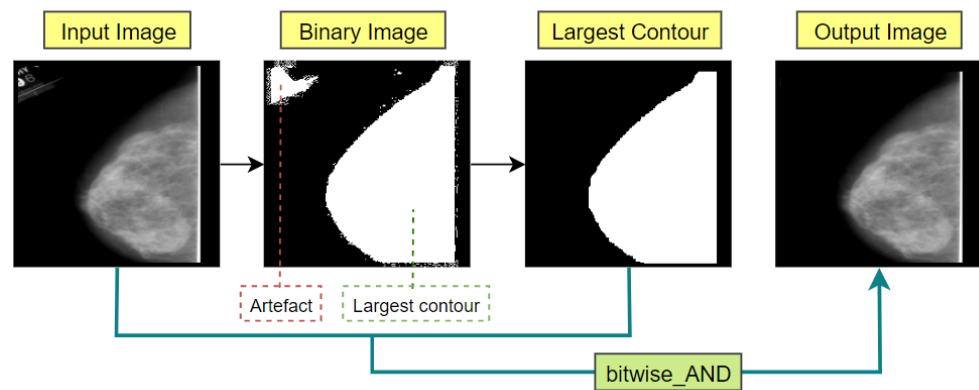 Input Image
Binary Image
Largest Contour
Output Image
Artefact
Largest contour
bitwise_AND